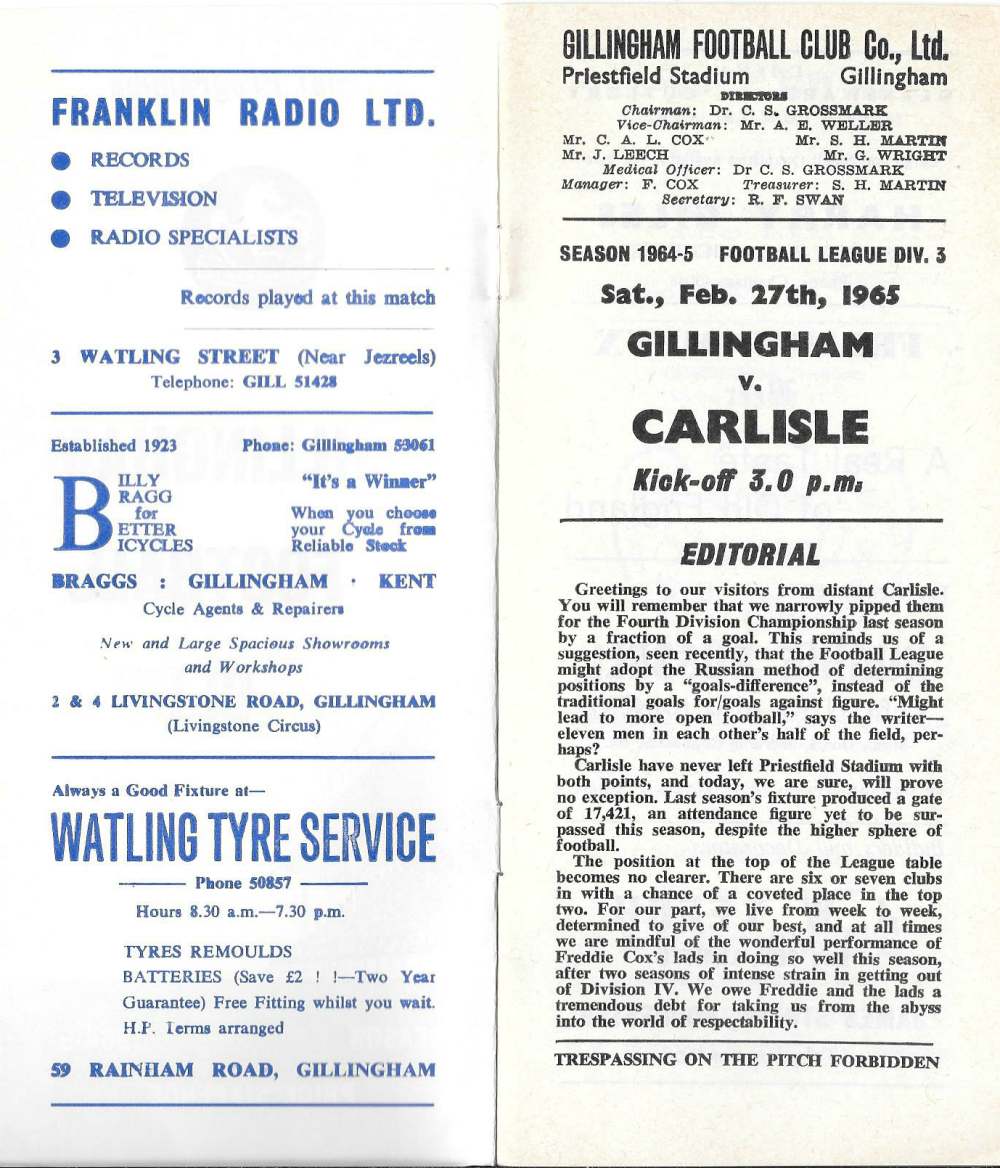 FRANKLIN RADIO LTD.
● RECORDS
● TELEVISION
● RADIO SPECIALISTS
Records played at this match
3 WATLING STREET (Near Jezreels)
Telephone: GILL 51428
Established 1923 Phone: Gillingham 53061
BILLY
RAGG
for
ETTER
ICYCLES
"It's a Winner"
When you choose
your Cycle from
Reliable Stock
BRAGGS : GILLINGHAM · KENT
Cycle Agents & Repairers
New and Large Spacious Showrooms
and Workshops
2 & 4 LIVINGSTONE ROAD, GILLINGHAM
(Livingstone Circus)
Always a Good Fixture at—
WATLING TYRE SERVICE
Phone 50857
Hours 8.30 a.m.—7.30 p.m.
TYRES REMOULDS
BATTERIES (Save £2 ! !—Two Year
Guarantee) Free Fitting whilst you wait.
H.P. Terms arranged
59 RAINHAM ROAD, GILLINGHAM
GILLINGHAM FOOTBALL CLUB Co., Ltd.
Priestfield Stadium Gillingham
DIRECTORS
Chairman: Dr. C. S. GROSSMARK
Vice-Chairman: Mr. A. E. WELLER
Mr. C. A. L. COX Mr. S. H. MARTIN
Mr. J. LEECH Mr. G. WRIGHT
Medical Officer: Dr C. S. GROSSMARK
Manager: F. COX Treasurer: S. H. MARTIN
Secretary: R. F. SWAN
SEASON 1964-5 FOOTBALL LEAGUE DIV. 3
Sat., Feb. 27th, 1965
GILLINGHAM
v.
CARLISLE
Kick-off 3.0 p.m.
EDITORIAL
Greetings to our visitors from distant Carlisle.
You will remember that we narrowly pipped them
for the Fourth Division Championship last season
by a fraction of a goal. This reminds us of a
suggestion, seen recently, that the Football League
might adopt the Russian method of determining
positions by a "goals-difference", instead of the
traditional goals for/goals against figure. "Might
lead to more open football," says the writer—
eleven men in each other's half of the field, per-
haps?
Carlisle have never left Priestfield Stadium with
both points, and today, we are sure, will prove
no exception. Last season's fixture produced a gate
of 17,421, an attendance figure yet to be sur-
passed this season, despite the higher sphere of
football.
The position at the top of the League table
becomes no clearer. There are six or seven clubs
in with a chance of a coveted place in the top
two. For our part, we live from week to week,
determined to give of our best, and at all times
we are mindful of the wonderful performance of
Freddie Cox's lads in doing so well this season,
after two seasons of intense strain in getting out
of Division IV. We owe Freddie and the lads a
tremendous debt for taking us from the abyss
into the world of respectability.
TRESPASSING ON THE PITCH FORBIDDEN